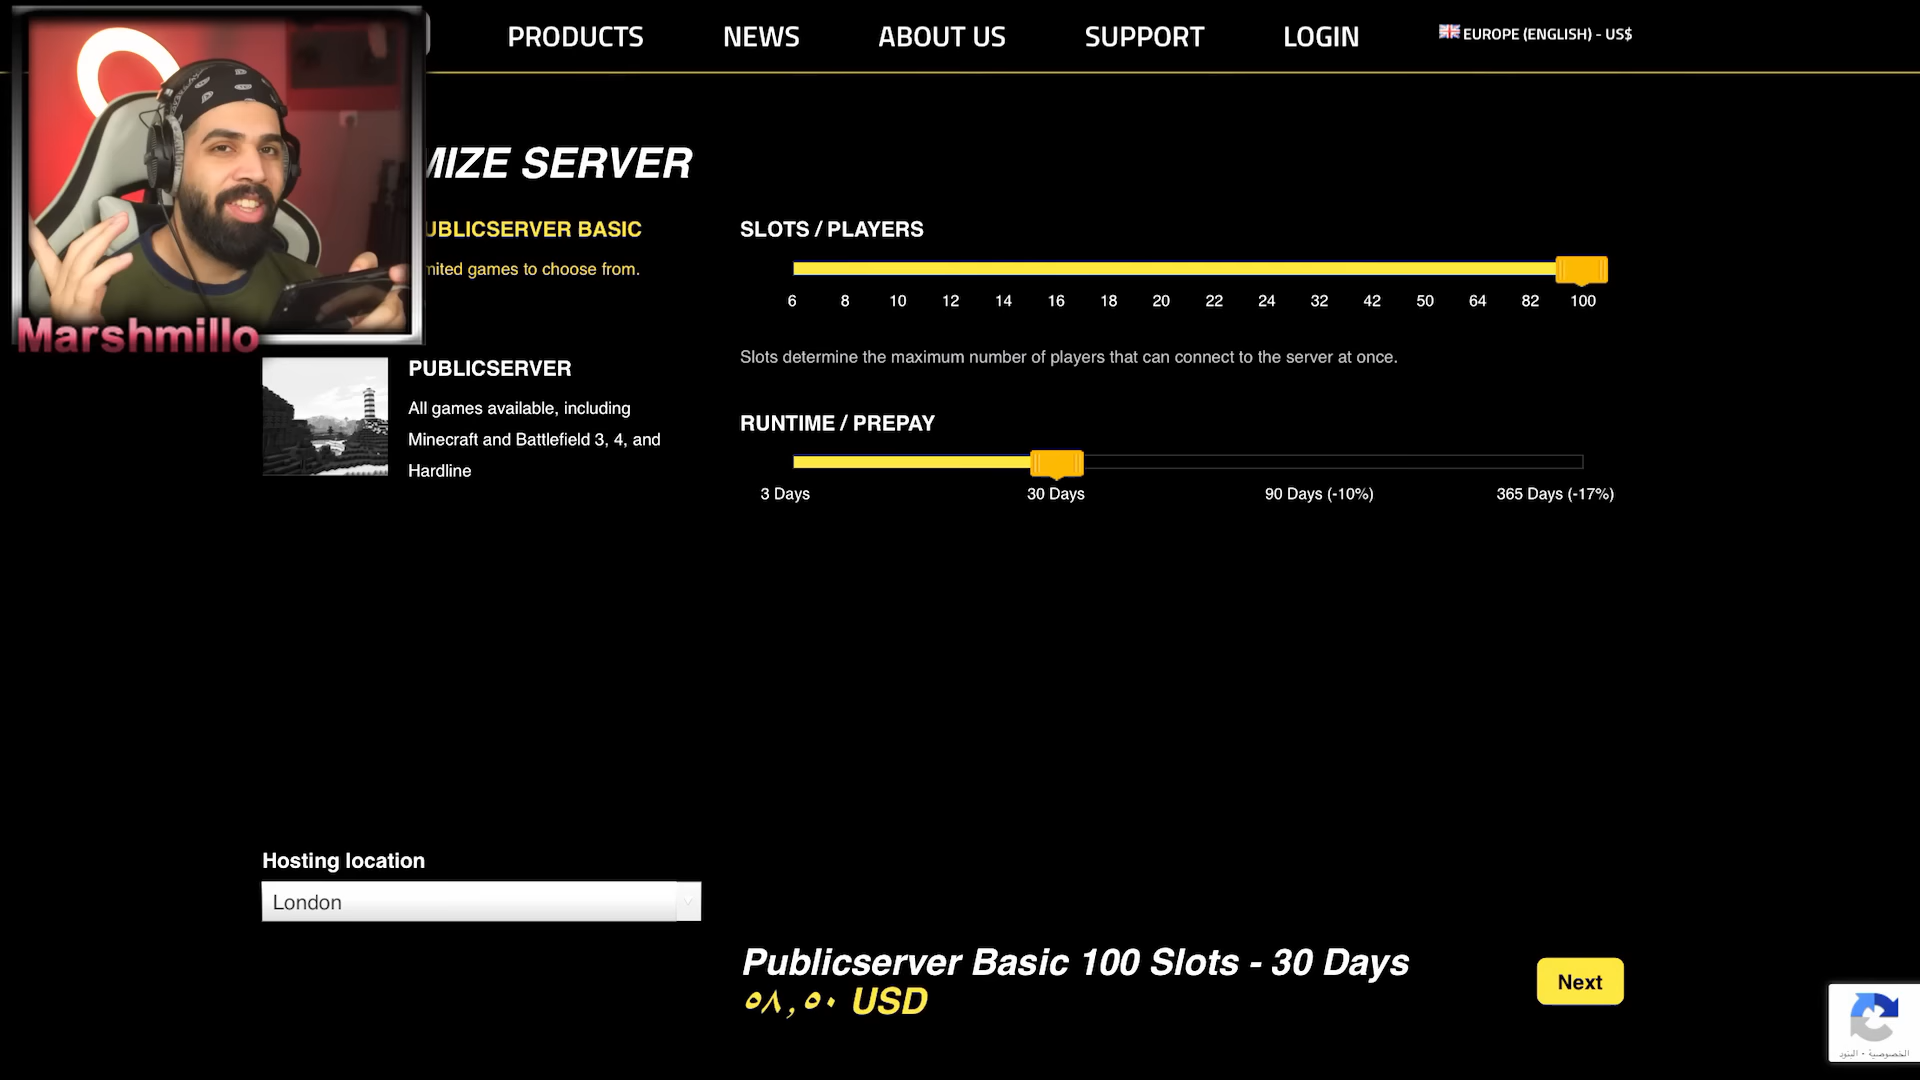 PRODUCTS
NEWS
ABOUT US
SUPPORT
LOGIN
EUROPE (ENGLISH) - US$
MIZE SERVER
UBLICSERVER BASIC
mited games to choose from.
Marshmillo
PUBLICSERVER
All games available, including
Minecraft and Battlefield 3, 4, and
Hardline
SLOTS / PLAYERS
6 8 10 12 14 16 18 20 22 24 32 42 50 64 82 100
Slots determine the maximum number of players that can connect to the server at once.
RUNTIME / PREPAY
3 Days 30 Days 90 Days (-10%) 365 Days (-17%)
Hosting location
London
Publicserver Basic 100 Slots - 30 Days
٥٨,٥٠ USD
Next
الخصوصية - البنود